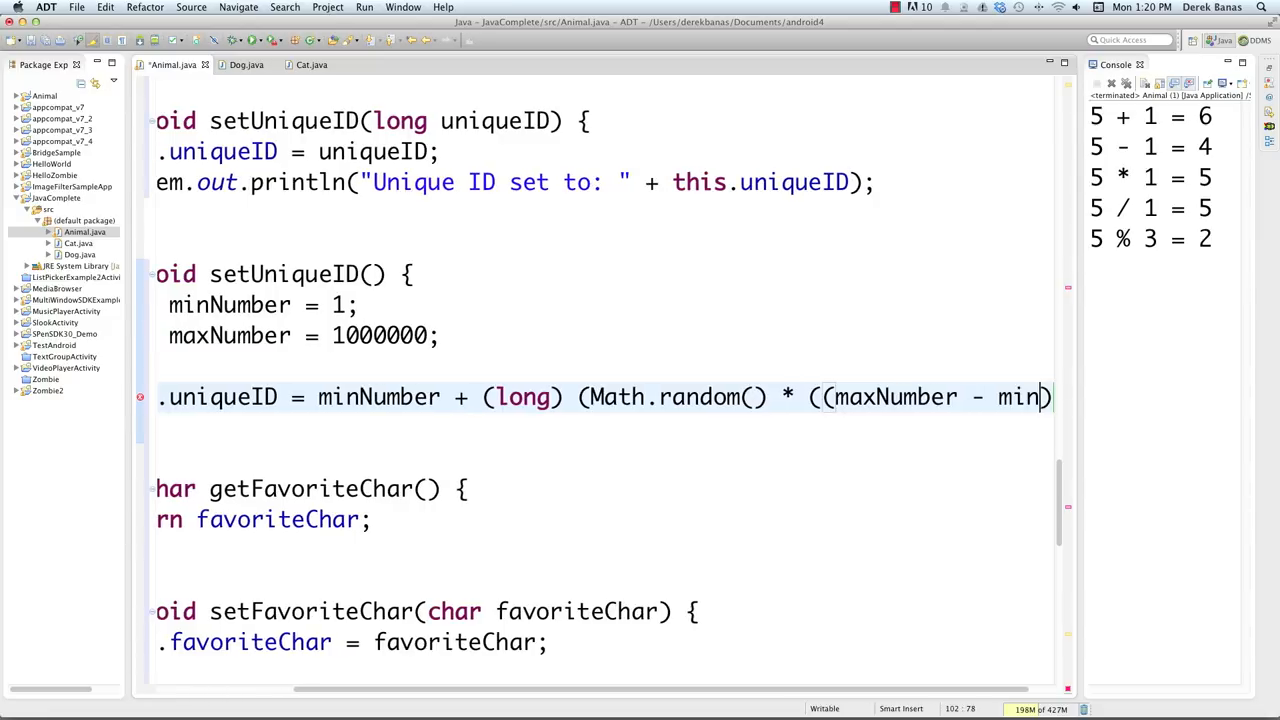 ADT File Edit Refactor Source Navigate Search Project Run Window Help 10 Mon 1:20 PM Derek Banas
Java - JavaComplete/src/Animal.java - ADT - /Users/derekbanas/Documents/android4
Quick Access Java DDMS
Package Exp
*Animal.java Dog.java Cat.java
Console
<terminated> Animal (1) [Java Application] /S
Animal
appcompat_v7
appcompat_v7_2
appcompat_v7_3
appcompat_v7_4
BridgeSample
HelloWorld
HelloZombie
ImageFilterSampleApp
JavaComplete
src
(default package)
Animal.java
Cat.java
Dog.java
JRE System Library [Ja
ListPickerExample2Activi
MediaBrowser
MultiWindowSDKExample
MusicPlayerActivity
SlookActivity
SPenSDK30_Demo
TestAndroid
TextGroupActivity
VideoPlayerActivity
Zombie
Zombie2
oid setUniqueID(long uniqueID) {
.uniqueID = uniqueID;
em.out.println("Unique ID set to: " + this.uniqueID);
oid setUniqueID() {
minNumber = 1;
maxNumber = 1000000;
.uniqueID = minNumber + (long) (Math.random() * ((maxNumber - min)
har getFavoriteChar() {
rn favoriteChar;
oid setFavoriteChar(char favoriteChar) {
.favoriteChar = favoriteChar;
5 + 1 = 6
5 - 1 = 4
5 * 1 = 5
5 / 1 = 5
5 % 3 = 2
Writable Smart Insert 102 : 78 198M of 427M